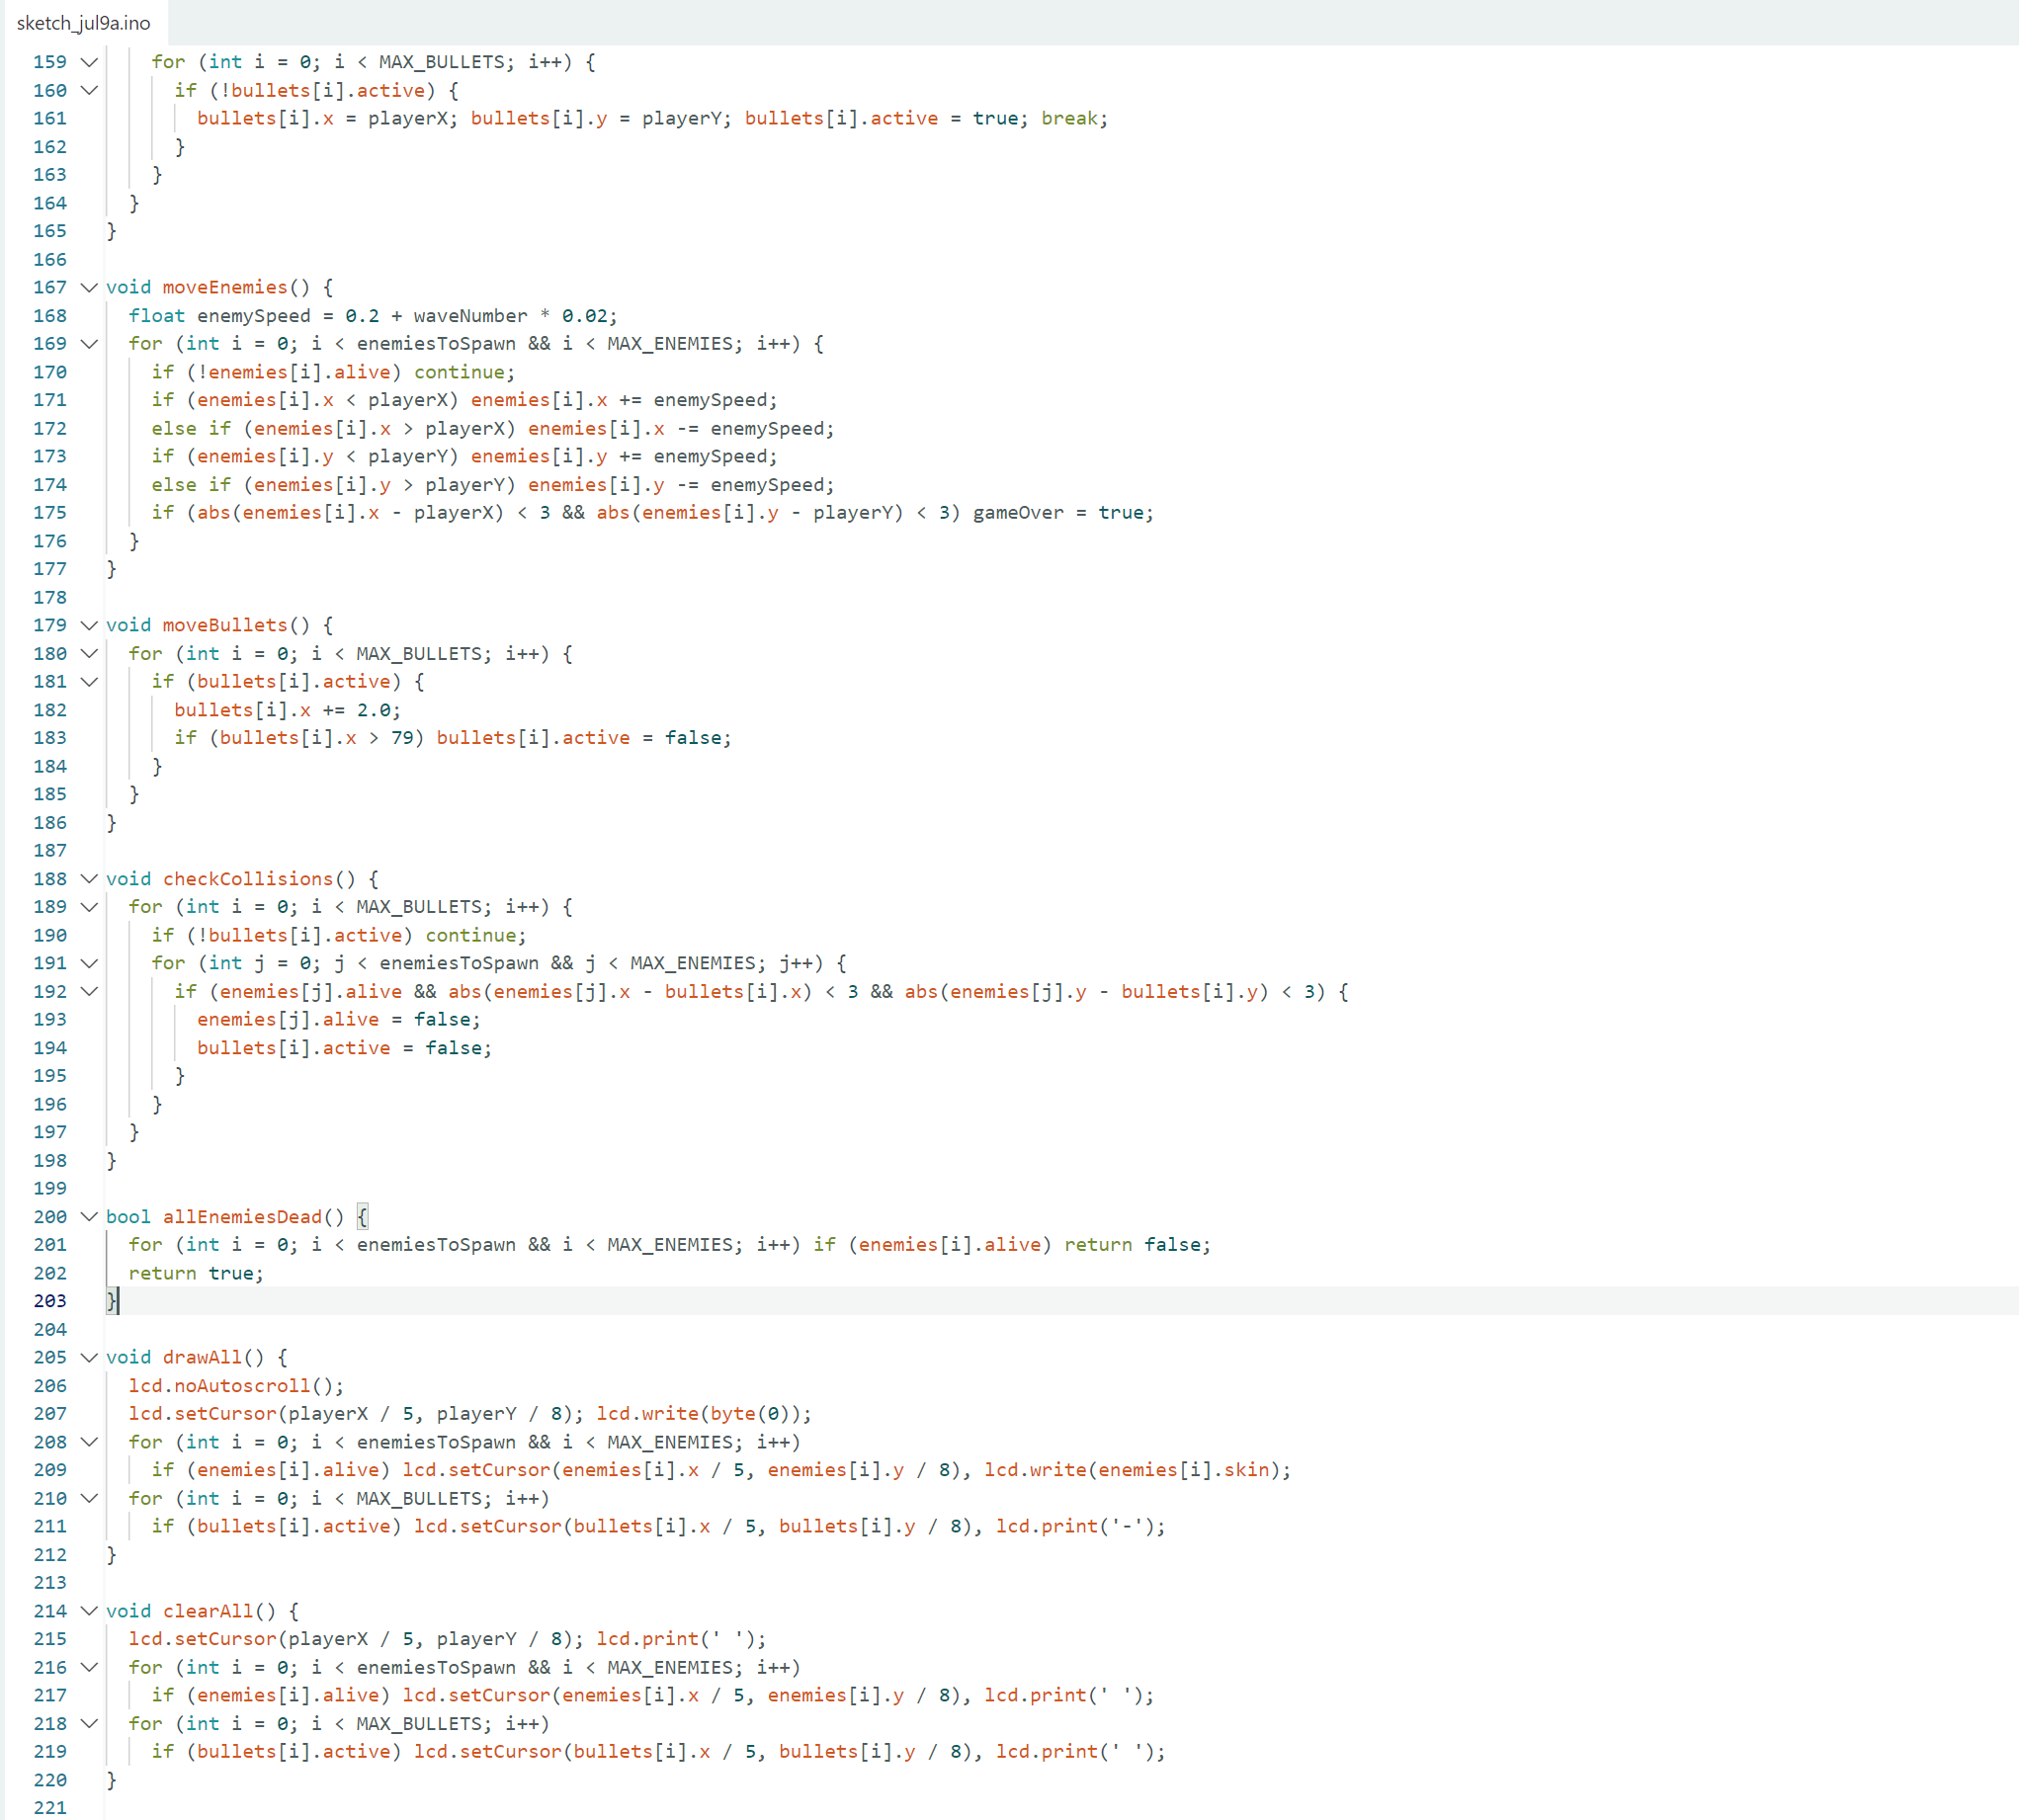 sketch_jul9a.ino
159 for (int i = 0; i < MAX_BULLETS; i++) {
160 if (!bullets[i].active) {
161 bullets[i].x = playerX; bullets[i].y = playerY; bullets[i].active = true; break;
162 }
163 }
164 }
165 }
166
167 void moveEnemies() {
168 float enemySpeed = 0.2 + waveNumber * 0.02;
169 for (int i = 0; i < enemiesToSpawn && i < MAX_ENEMIES; i++) {
170 if (!enemies[i].alive) continue;
171 if (enemies[i].x < playerX) enemies[i].x += enemySpeed;
172 else if (enemies[i].x > playerX) enemies[i].x -= enemySpeed;
173 if (enemies[i].y < playerY) enemies[i].y += enemySpeed;
174 else if (enemies[i].y > playerY) enemies[i].y -= enemySpeed;
175 if (abs(enemies[i].x - playerX) < 3 && abs(enemies[i].y - playerY) < 3) gameOver = true;
176 }
177 }
178
179 void moveBullets() {
180 for (int i = 0; i < MAX_BULLETS; i++) {
181 if (bullets[i].active) {
182 bullets[i].x += 2.0;
183 if (bullets[i].x > 79) bullets[i].active = false;
184 }
185 }
186 }
187
188 void checkCollisions() {
189 for (int i = 0; i < MAX_BULLETS; i++) {
190 if (!bullets[i].active) continue;
191 for (int j = 0; j < enemiesToSpawn && j < MAX_ENEMIES; j++) {
192 if (enemies[j].alive && abs(enemies[j].x - bullets[i].x) < 3 && abs(enemies[j].y - bullets[i].y) < 3) {
193 enemies[j].alive = false;
194 bullets[i].active = false;
195 }
196 }
197 }
198 }
199
200 bool allEnemiesDead() {
201 for (int i = 0; i < enemiesToSpawn && i < MAX_ENEMIES; i++) if (enemies[i].alive) return false;
202 return true;
203 }
204
205 void drawAll() {
206 lcd.noAutoscroll();
207 lcd.setCursor(playerX / 5, playerY / 8); lcd.write(byte(0));
208 for (int i = 0; i < enemiesToSpawn && i < MAX_ENEMIES; i++)
209 if (enemies[i].alive) lcd.setCursor(enemies[i].x / 5, enemies[i].y / 8), lcd.write(enemies[i].skin);
210 for (int i = 0; i < MAX_BULLETS; i++)
211 if (bullets[i].active) lcd.setCursor(bullets[i].x / 5, bullets[i].y / 8), lcd.print('-');
212 }
213
214 void clearAll() {
215 lcd.setCursor(playerX / 5, playerY / 8); lcd.print(' ');
216 for (int i = 0; i < enemiesToSpawn && i < MAX_ENEMIES; i++)
217 if (enemies[i].alive) lcd.setCursor(enemies[i].x / 5, enemies[i].y / 8), lcd.print(' ');
218 for (int i = 0; i < MAX_BULLETS; i++)
219 if (bullets[i].active) lcd.setCursor(bullets[i].x / 5, bullets[i].y / 8), lcd.print(' ');
220 }
221